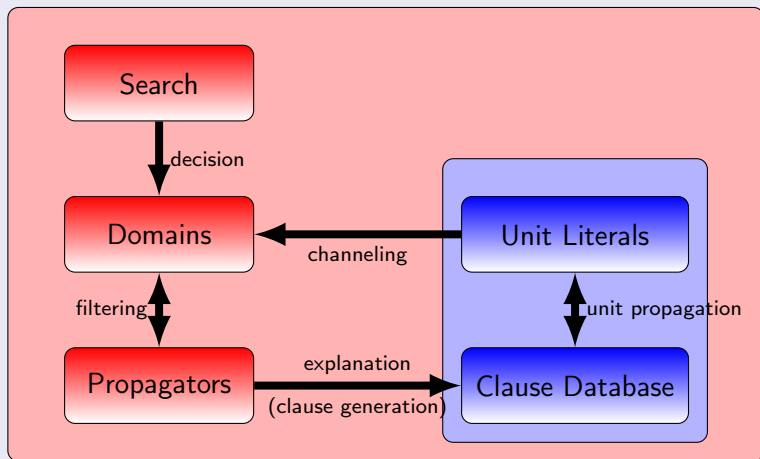 Search
decision
Domains
Unit Literals
channeling
filtering
unit propagation
Propagators
explanation
(clause generation)
Clause Database